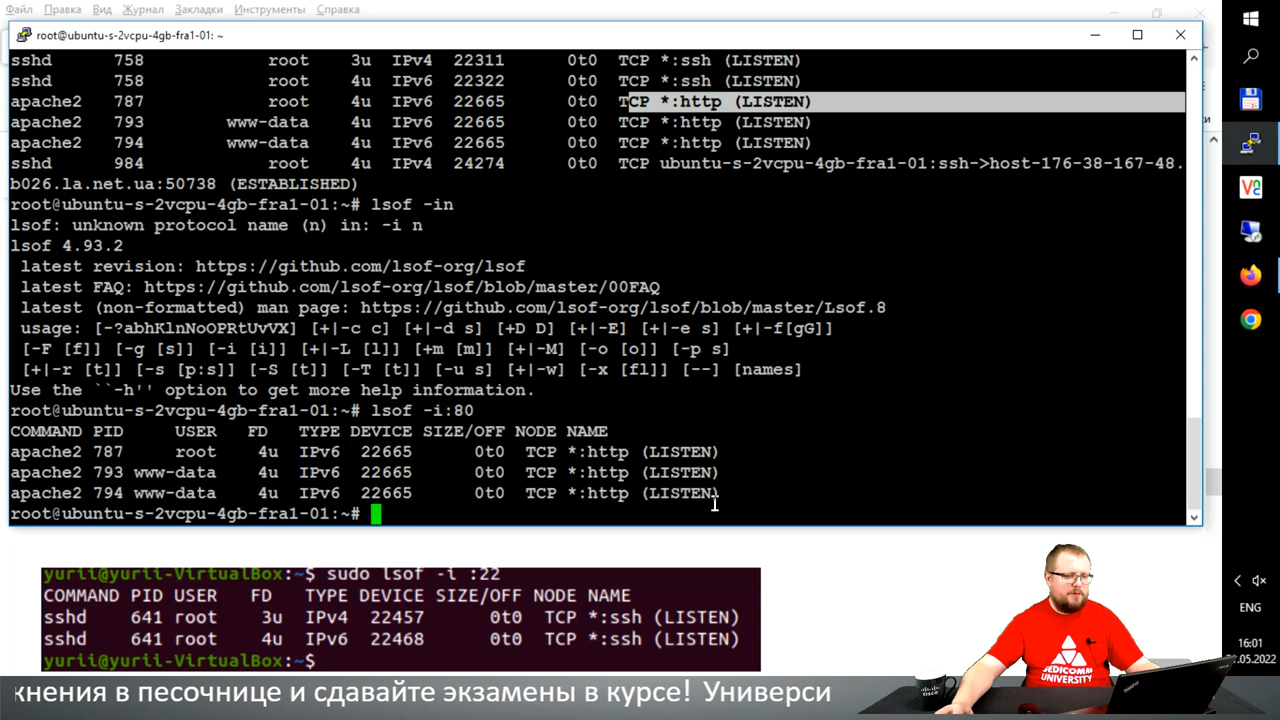 Файл Правка Вид Журнал Закладки Инструменты Справка
root@ubuntu-s-2vcpu-4gb-fra1-01: ~
sshd 758 root 3u IPv4 22311 0t0 TCP *:ssh (LISTEN)
sshd 758 root 4u IPv6 22322 0t0 TCP *:ssh (LISTEN)
apache2 787 root 4u IPv6 22665 0t0 TCP *:http (LISTEN)
apache2 793 www-data 4u IPv6 22665 0t0 TCP *:http (LISTEN)
apache2 794 www-data 4u IPv6 22665 0t0 TCP *:http (LISTEN)
sshd 984 root 4u IPv4 24274 0t0 TCP ubuntu-s-2vcpu-4gb-fra1-01:ssh->host-176-38-167-48.
b026.la.net.ua:50738 (ESTABLISHED)
root@ubuntu-s-2vcpu-4gb-fra1-01:~# lsof -in
lsof: unknown protocol name (n) in: -i n
lsof 4.93.2
latest revision: https://github.com/lsof-org/lsof
latest FAQ: https://github.com/lsof-org/lsof/blob/master/00FAQ
latest (non-formatted) man page: https://github.com/lsof-org/lsof/blob/master/Lsof.8
usage: [-?abhKlnNoOPRtUvVX] [+|-c c] [+|-d s] [+D D] [+|-E] [+|-e s] [+|-f[gG]]
[-F [f]] [-g [s]] [-i [i]] [+|-L [l]] [+m [m]] [+|-M] [-o [o]] [-p s]
[+|-r [t]] [-s [p:s]] [-S [t]] [-T [t]] [-u s] [+|-w] [-x [fl]] [--] [names]
Use the ``-h'' option to get more help information.
root@ubuntu-s-2vcpu-4gb-fra1-01:~# lsof -i:80
COMMAND PID USER FD TYPE DEVICE SIZE/OFF NODE NAME
apache2 787 root 4u IPv6 22665 0t0 TCP *:http (LISTEN)
apache2 793 www-data 4u IPv6 22665 0t0 TCP *:http (LISTEN)
apache2 794 www-data 4u IPv6 22665 0t0 TCP *:http (LISTEN)
root@ubuntu-s-2vcpu-4gb-fra1-01:~#
yurii@yurii-VirtualBox:~$ sudo lsof -i :22
COMMAND PID USER FD TYPE DEVICE SIZE/OFF NODE NAME
sshd 641 root 3u IPv4 22457 0t0 TCP *:ssh (LISTEN)
sshd 641 root 4u IPv6 22468 0t0 TCP *:ssh (LISTEN)
yurii@yurii-VirtualBox:~$
ENG
16:01
.05.2022
EDICOMM
кнения в песочнице и сдавайте экзамены в курсе! Универси